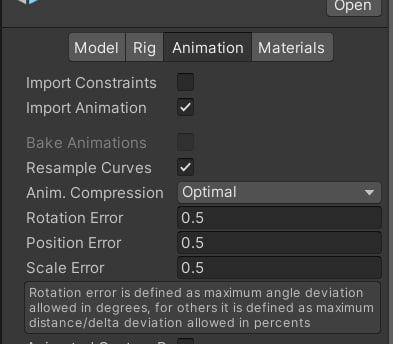 Open
Model Rig Animation Materials
Import Constraints
Import Animation
Bake Animations
Resample Curves
Anim. Compression Optimal
Rotation Error 0.5
Position Error 0.5
Scale Error 0.5
Rotation error is defined as maximum angle deviation
allowed in degrees, for others it is defined as maximum
distance/delta deviation allowed in percents